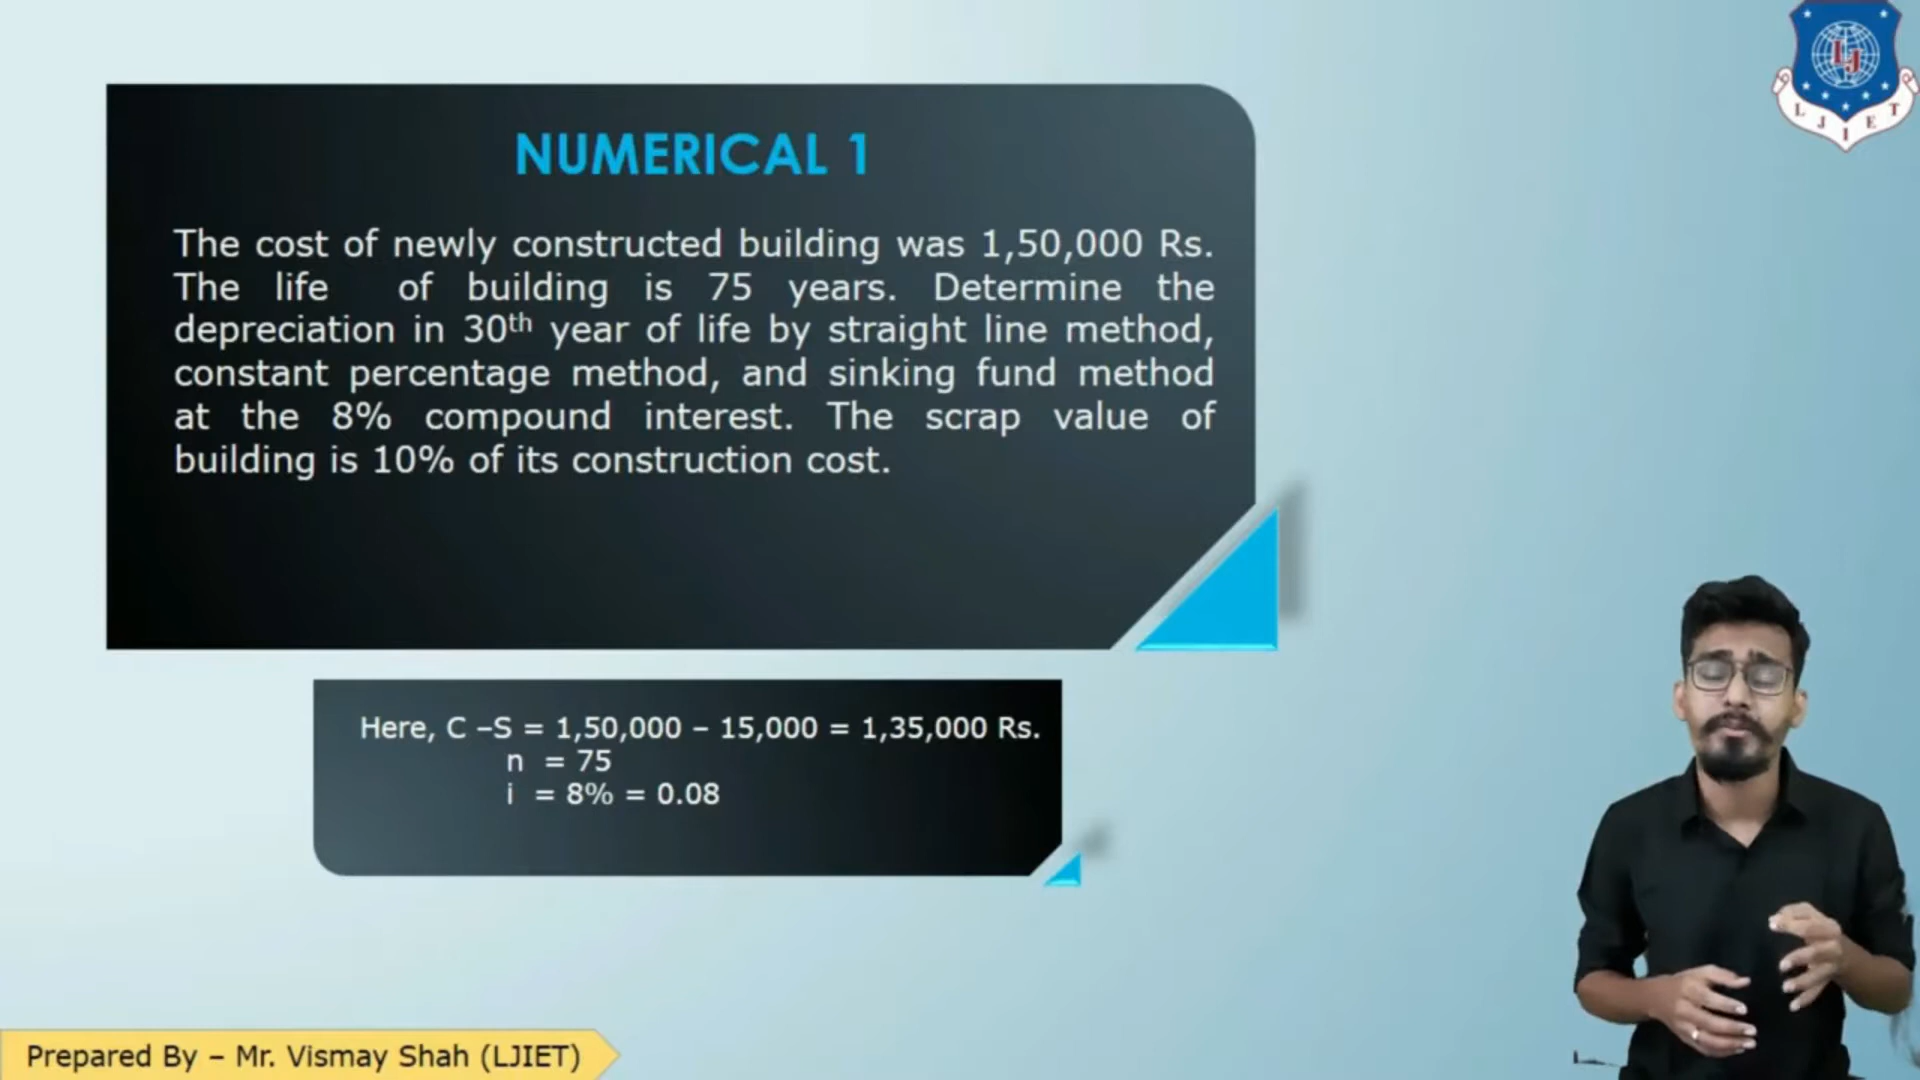 NUMERICAL 1
The cost of newly constructed building was 1,50,000 Rs.
The life of building is 75 years. Determine the
depreciation in 30th year of life by straight line method,
constant percentage method, and sinking fund method
at the 8% compound interest. The scrap value of
building is 10% of its construction cost.
Here, C –S = 1,50,000 – 15,000 = 1,35,000 Rs.
n = 75
i = 8% = 0.08
Prepared By – Mr. Vismay Shah (LJIET)
LJ
L J I E T